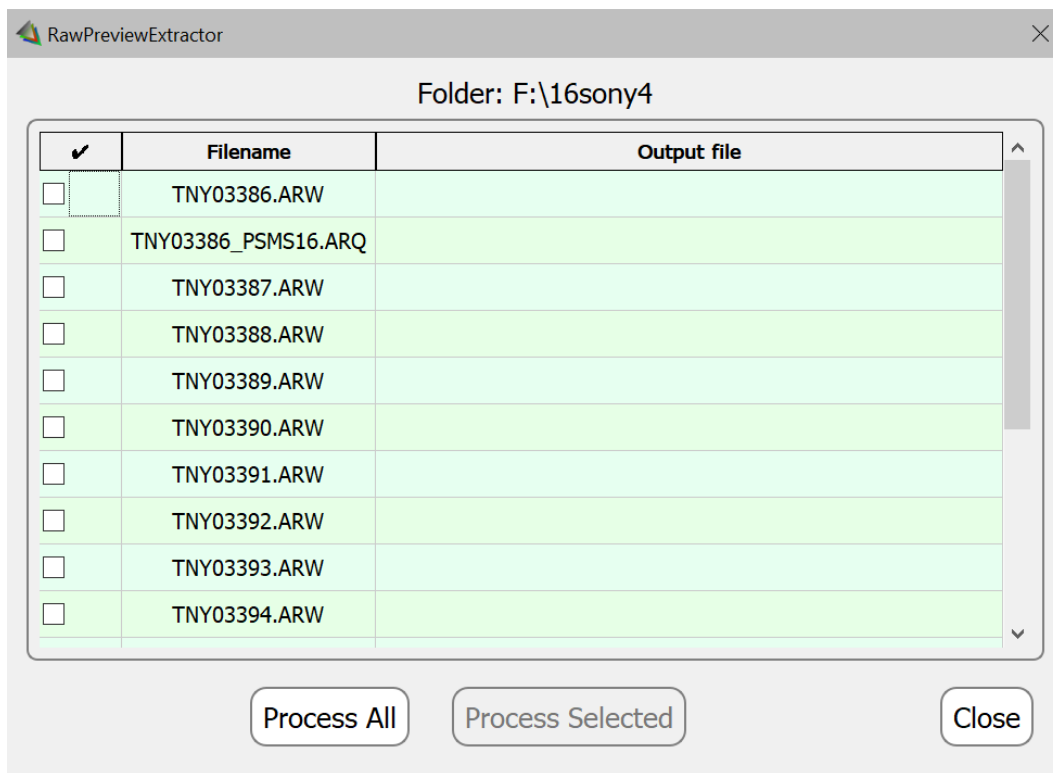 RawPreviewExtractor
Folder: F:\16sony4
✔ Filename Output file
TNY03386.ARW
TNY03386_PSMS16.ARQ
TNY03387.ARW
TNY03388.ARW
TNY03389.ARW
TNY03390.ARW
TNY03391.ARW
TNY03392.ARW
TNY03393.ARW
TNY03394.ARW
Process All Process Selected Close